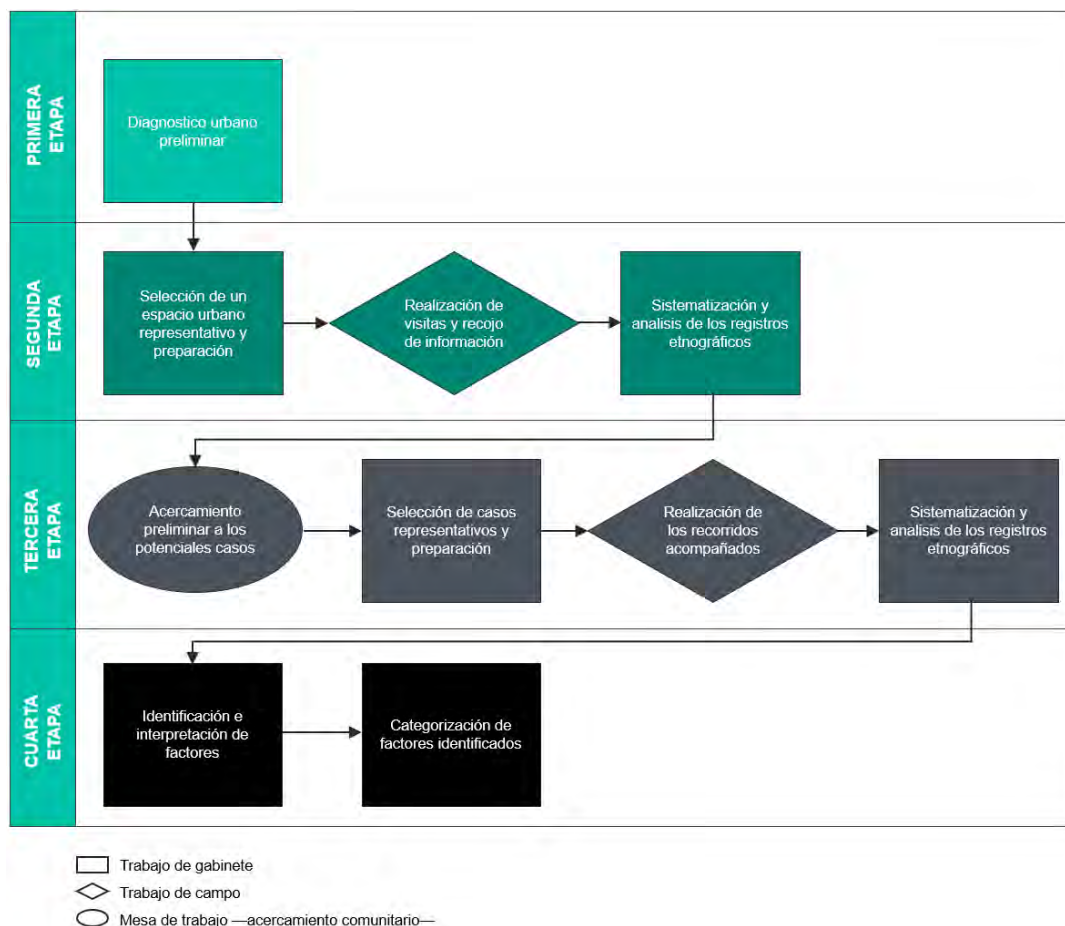 PRIMERA
ETAPA
Diagnostico urbano
preliminar
SEGUNDA
ETAPA
Selección de un
espacio urbano
representativo y
preparación
Realización de
visitas y recojo
de información
Sistematización y
analisis de los registros
etnográficos
TERCERA
ETAPA
Acercamiento
preliminar a los
potenciales casos
Selección de casos
representativos y
preparación
Realización de
los recorridos
acompañados
Sistematización y
analisis de los registros
etnográficos
CUARTA
ETAPA
Identificación e
interpretación de
factores
Categorización de
factores identificados
Trabajo de gabinete
Trabajo de campo
Mesa de trabajo —acercamiento comunitario—